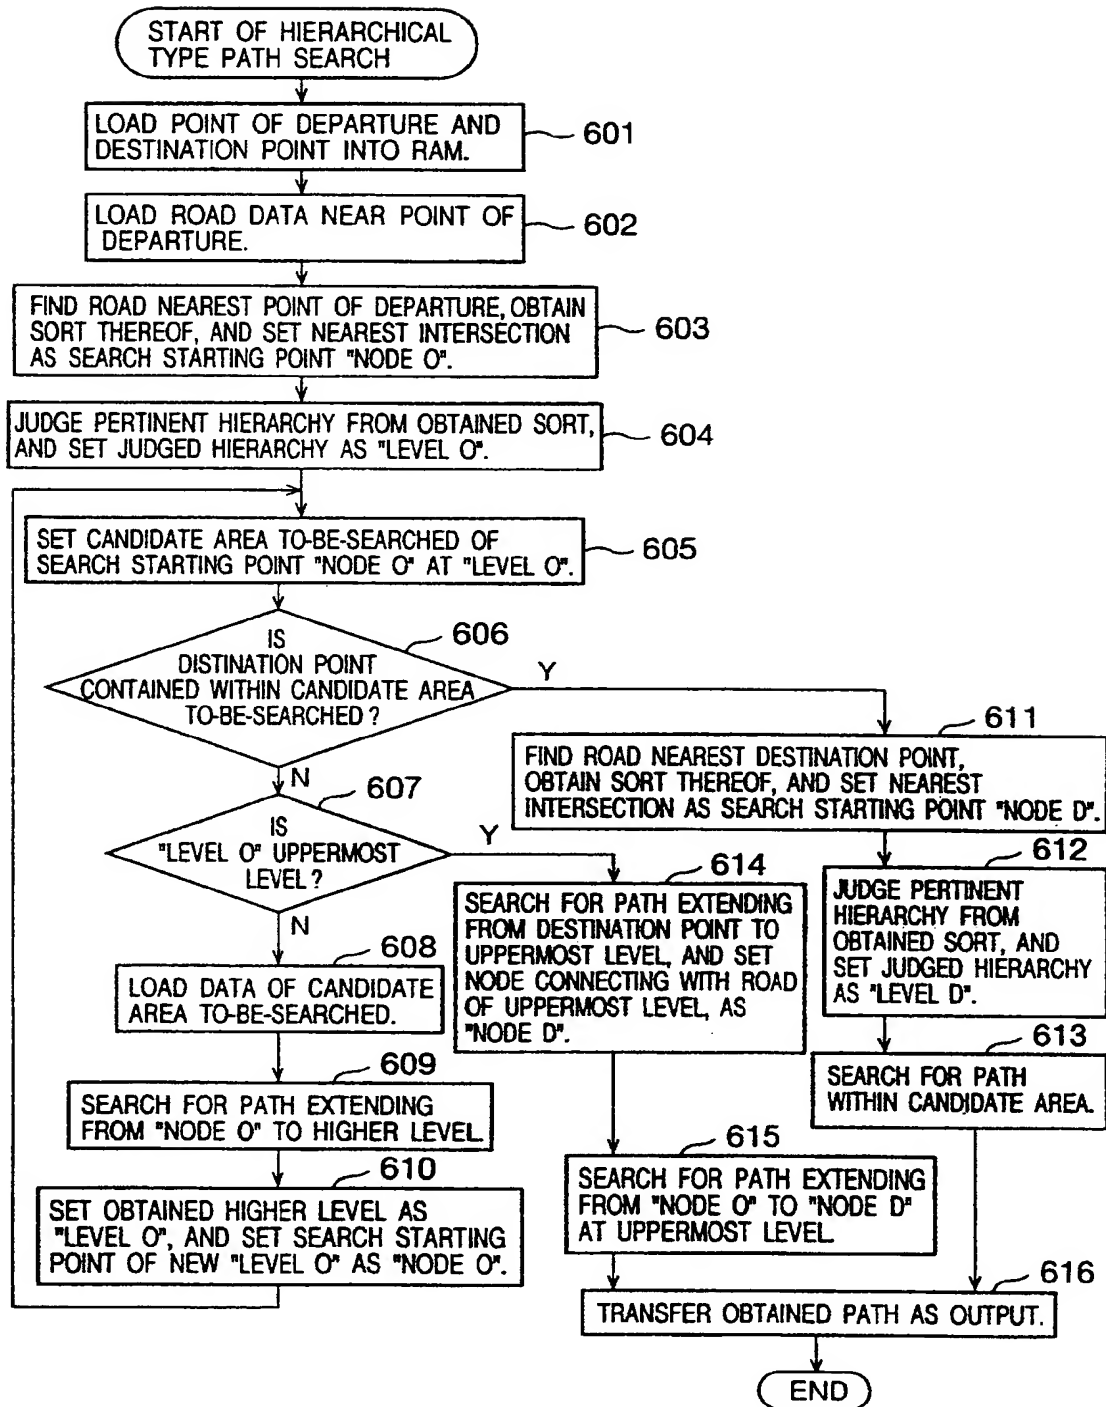 START OF HIERARCHICAL
TYPE PATH SEARCH
LOAD POINT OF DEPARTURE AND
DESTINATION POINT INTO RAM.
601
LOAD ROAD DATA NEAR POINT OF
DEPARTURE.
602
FIND ROAD NEAREST POINT OF DEPARTURE, OBTAIN
SORT THEREOF, AND SET NEAREST INTERSECTION
AS SEARCH STARTING POINT "NODE O".
603
JUDGE PERTINENT HIERARCHY FROM OBTAINED SORT,
AND SET JUDGED HIERARCHY AS "LEVEL O".
604
SET CANDIDATE AREA TO-BE-SEARCHED OF
SEARCH STARTING POINT "NODE O" AT "LEVEL O".
605
IS
DISTINATION POINT
CONTAINED WITHIN CANDIDATE AREA
TO-BE-SEARCHED?
606
Y
N
611
FIND ROAD NEAREST DESTINATION POINT,
OBTAIN SORT THEREOF, AND SET NEAREST
INTERSECTION AS SEARCH STARTING POINT "NODE D".
607
IS
"LEVEL O" UPPERMOST
LEVEL?
Y
N
612
JUDGE PERTINENT
HIERARCHY FROM
OBTAINED SORT, AND
SET JUDGED HIERARCHY
AS "LEVEL D".
614
SEARCH FOR PATH EXTENDING
FROM DESTINATION POINT TO
UPPERMOST LEVEL, AND SET
NODE CONNECTING WITH ROAD
OF UPPERMOST LEVEL, AS
"NODE D".
608
LOAD DATA OF CANDIDATE
AREA TO-BE-SEARCHED.
613
SEARCH FOR PATH
WITHIN CANDIDATE AREA.
609
SEARCH FOR PATH EXTENDING
FROM "NODE O" TO HIGHER LEVEL.
615
SEARCH FOR PATH EXTENDING
FROM "NODE O" TO "NODE D"
AT UPPERMOST LEVEL.
610
SET OBTAINED HIGHER LEVEL AS
"LEVEL O", AND SET SEARCH STARTING
POINT OF NEW "LEVEL O" AS "NODE O".
616
TRANSFER OBTAINED PATH AS OUTPUT.
END